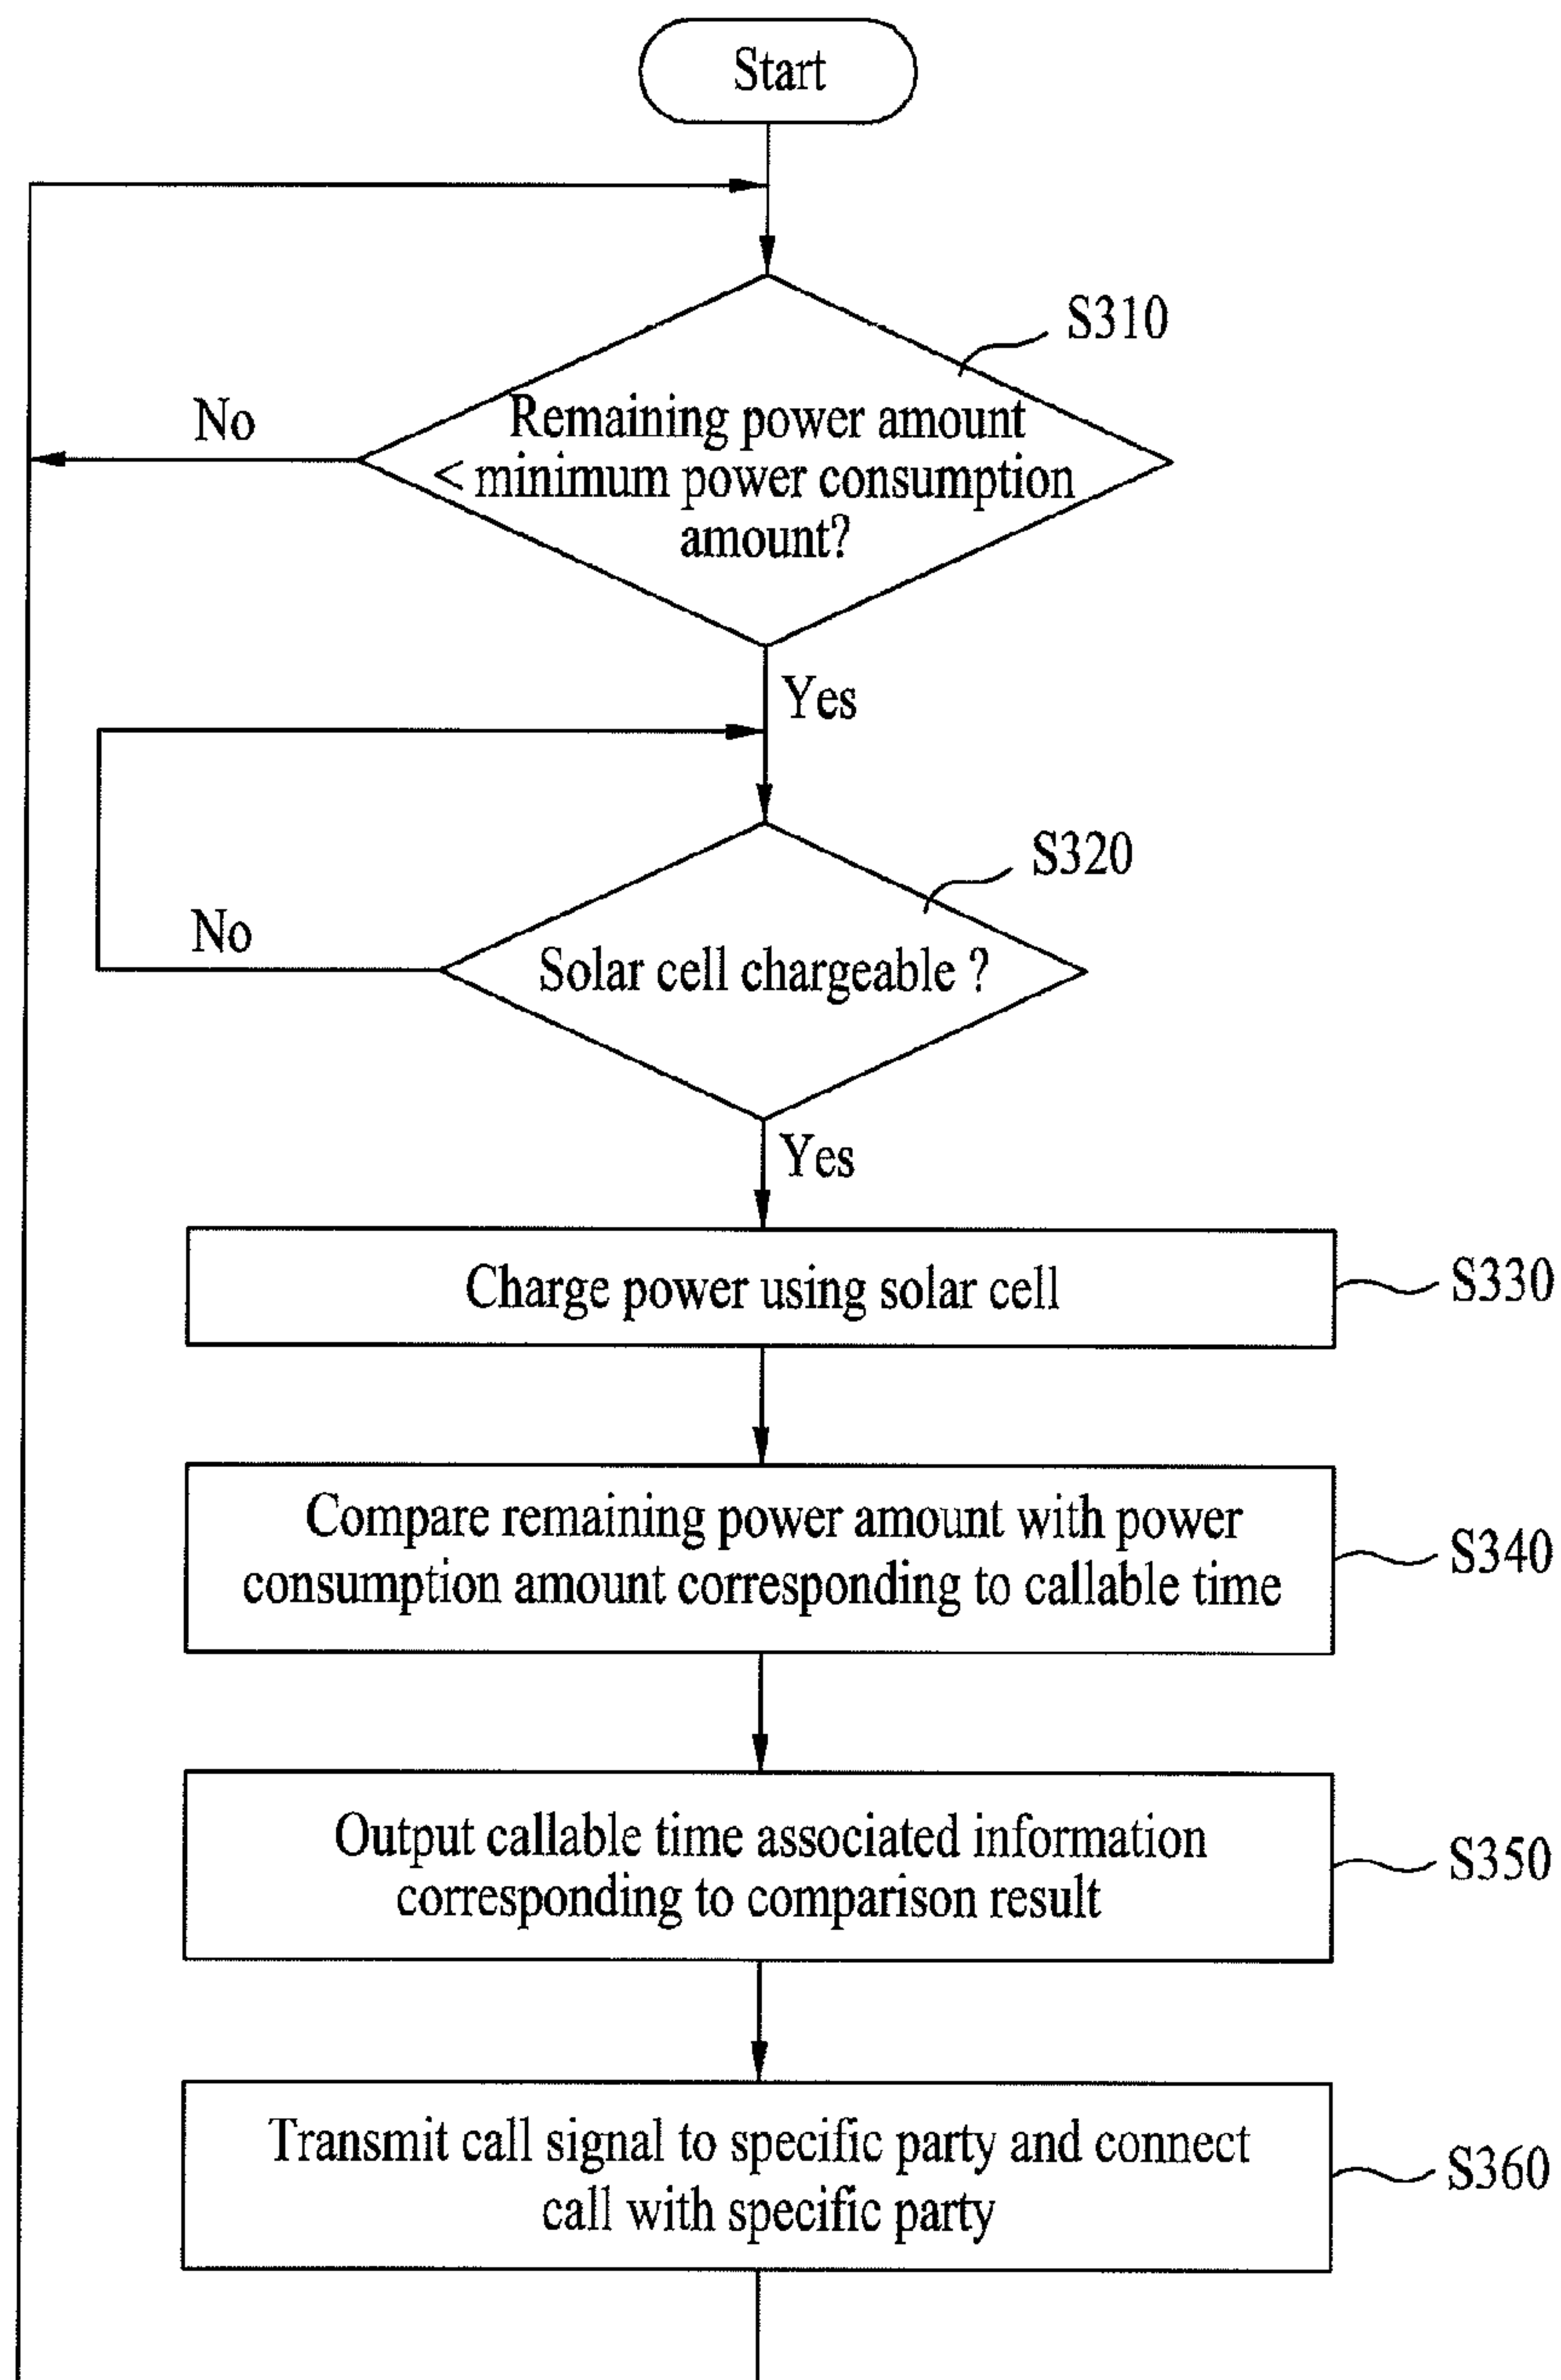 Start
S310
No
Remaining power amount
< minimum power consumption
amount?
Yes
S320
No
Solar cell chargeable ?
Yes
Charge power using solar cell
S330
Compare remaining power amount with power
consumption amount corresponding to callable time
S340
Output callable time associated information
corresponding to comparison result
S350
Transmit call signal to specific party and connect
call with specific party
S360